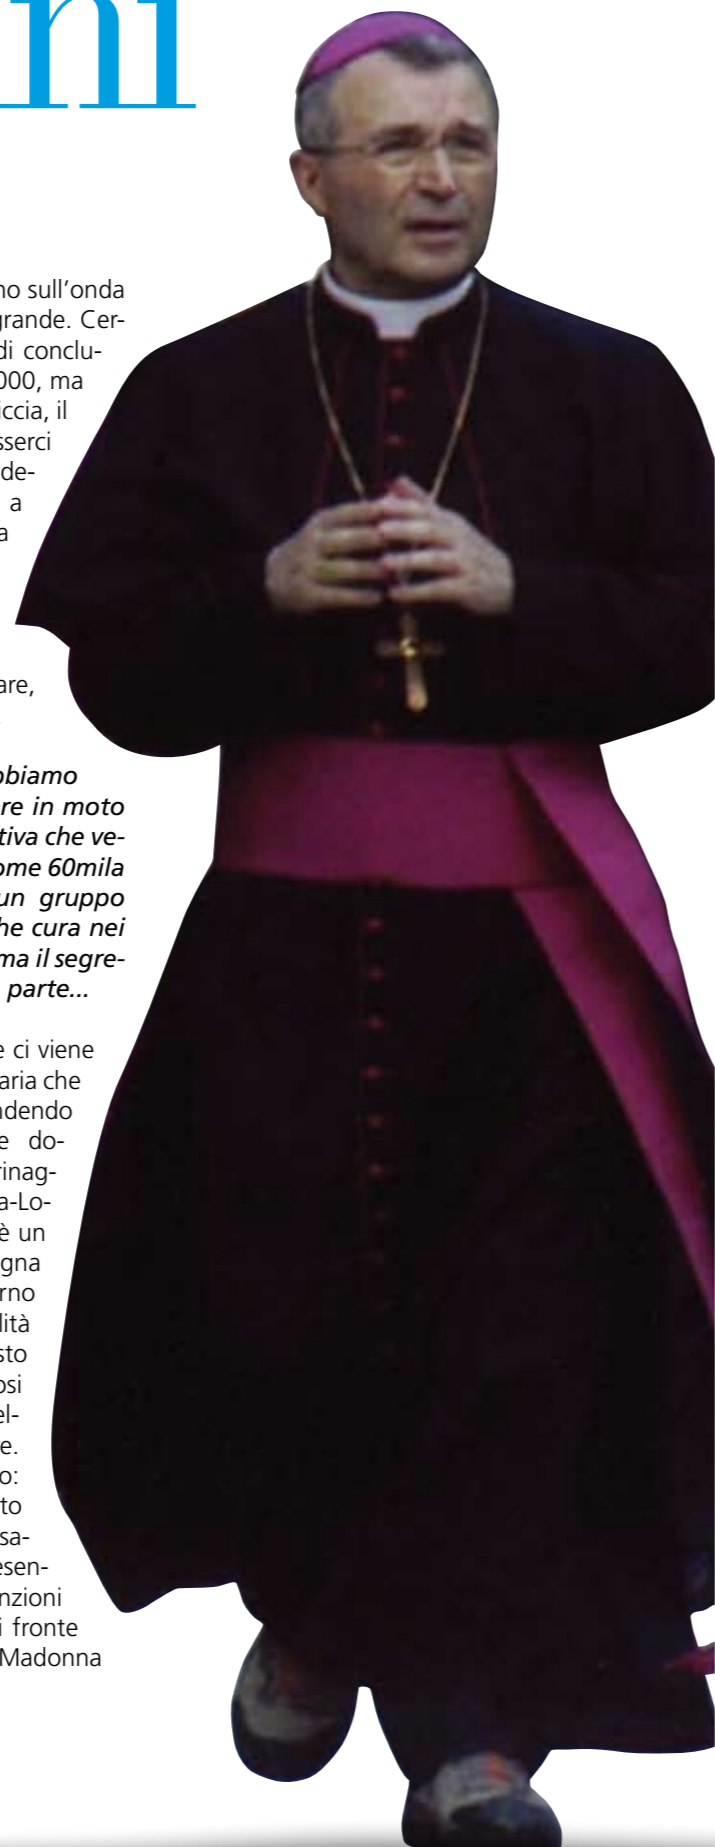 ni
no sull'onda
grande. Cer-
di conclu-
000, ma
iccia, il
sserci
de-
a
a
are,
bbiamo
ere in moto
tiva che ve-
ome 60mila
un gruppo
he cura nei
ma il segre-
parte...
e ci viene
aria che
ndendo
e do-
rinag-
a-Lo-
è un
gna
rno
lità
sto
osi
el-
e.
o:
to
sa-
esen-
nzioni
i fronte
Madonna